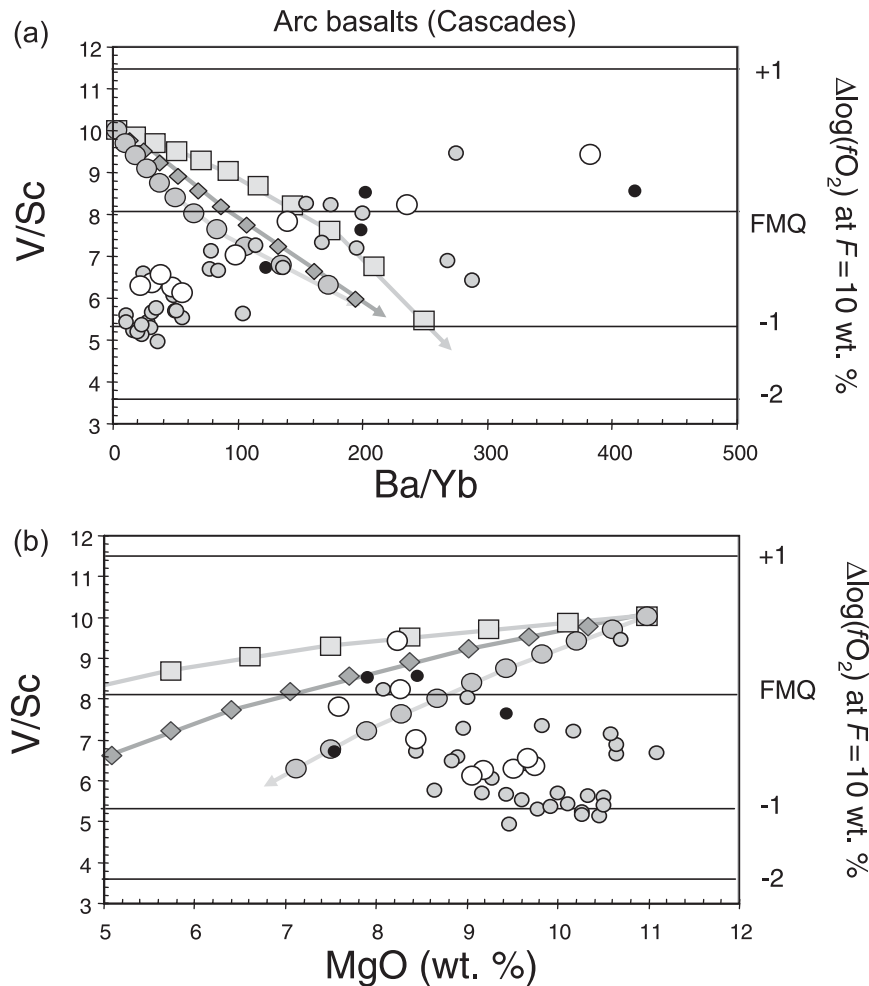 Arc basalts (Cascades)
(a)
12
11
10
9
8
7
6
5
4
3
V/Sc
0 100 200 300 400 500
Ba/Yb
+1
FMQ
-1
-2
Δlog(fO2) at F = 10 wt. %
(b)
12
11
10
9
8
7
6
5
4
3
V/Sc
5 6 7 8 9 10 11 12
MgO (wt. %)
+1
FMQ
-1
-2
Δlog(fO2) at F = 10 wt. %